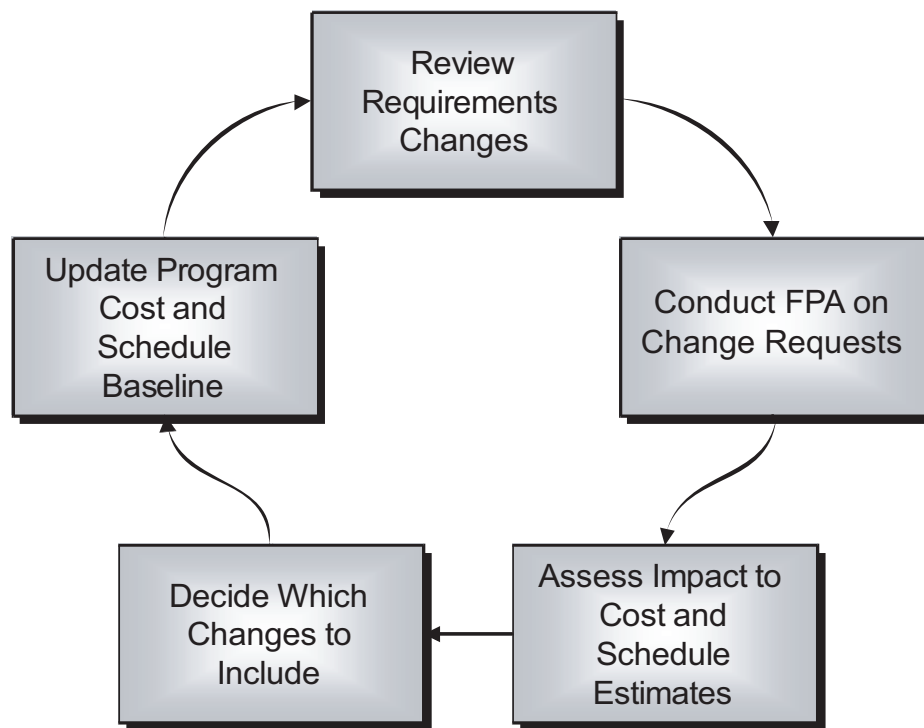 Review
Requirements
Changes
Conduct FPA on
Change Requests
Assess Impact to
Cost and
Schedule
Estimates
Decide Which
Changes to
Include
Update Program
Cost and
Schedule
Baseline